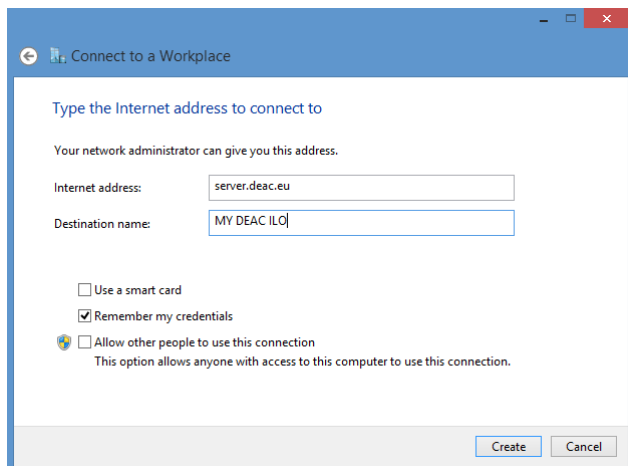 Connect to a Workplace
Type the Internet address to connect to
Your network administrator can give you this address.
Internet address: server.deac.eu
Destination name: MY DEAC ILO
Use a smart card
Remember my credentials
Allow other people to use this connection
This option allows anyone with access to this computer to use this connection.
Create Cancel